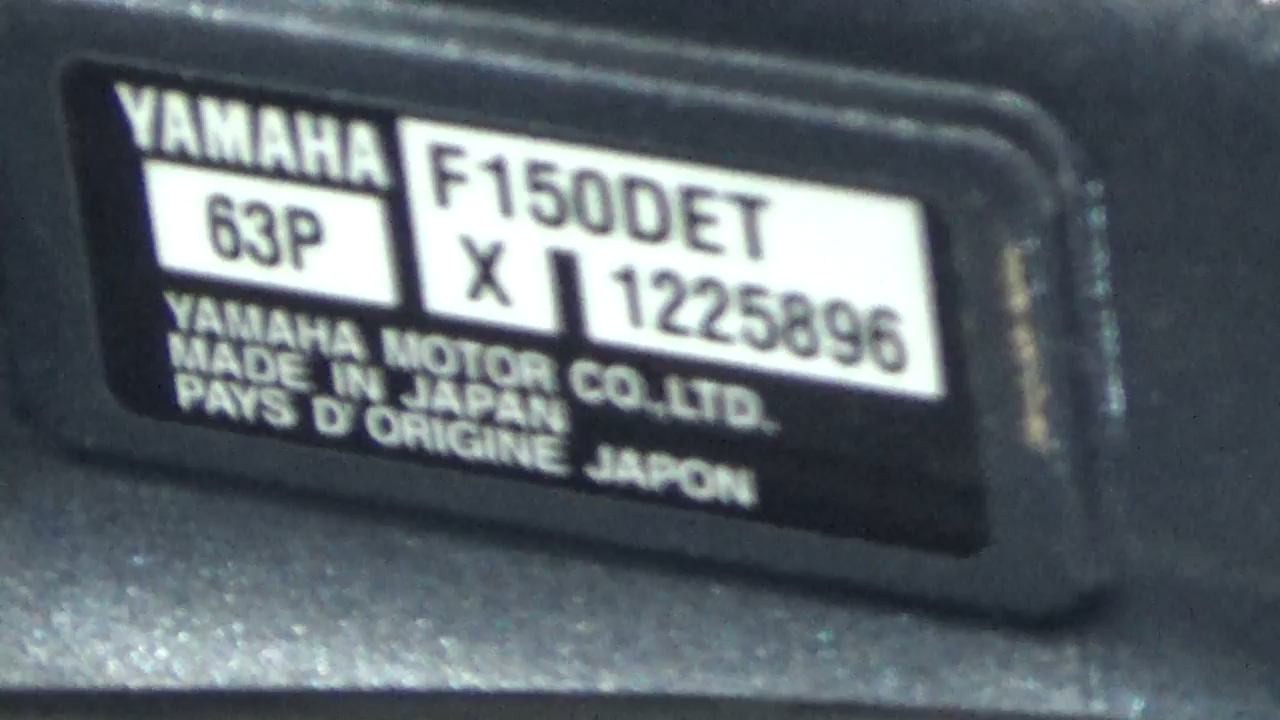 YAMAHA
F150DET
63P
X 1225896
YAMAHA MOTOR CO.,LTD.
MADE IN JAPAN
PAYS D'ORIGINE JAPON